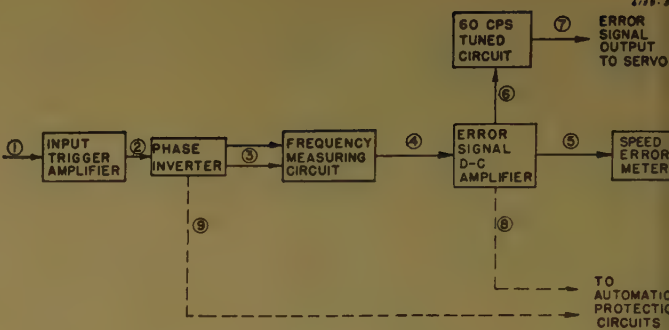 60 CPS
TUNED
CIRCUIT
⑦
ERROR
SIGNAL
OUTPUT
TO SERVO
⑥
①
INPUT
TRIGGER
AMPLIFIER
②
PHASE
INVERTER
③
FREQUENCY
MEASURING
CIRCUIT
④
ERROR
SIGNAL
D-C
AMPLIFIER
⑤
SPEED
ERROR
METER
⑨
⑧
TO
AUTOMATIC
PROTECTIO
CIRCUITS